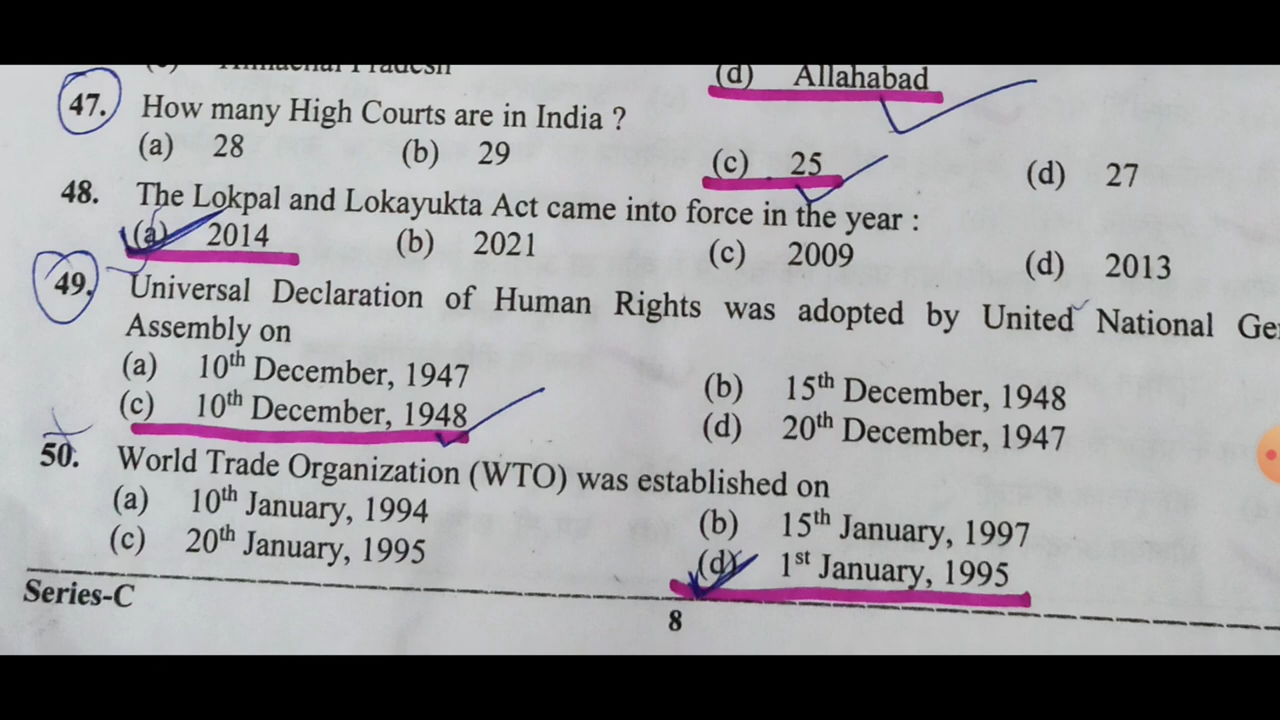 Himachal Pradesh
(d) Allahabad
47. How many High Courts are in India ?
(a) 28 (b) 29 (c) 25 (d) 27
48. The Lokpal and Lokayukta Act came into force in the year :
(a) 2014 (b) 2021 (c) 2009 (d) 2013
49. Universal Declaration of Human Rights was adopted by United National Ge
Assembly on
(a) 10th December, 1947 (b) 15th December, 1948
(c) 10th December, 1948 (d) 20th December, 1947
50. World Trade Organization (WTO) was established on
(a) 10th January, 1994 (b) 15th January, 1997
(c) 20th January, 1995 (d) 1st January, 1995
Series-C
8